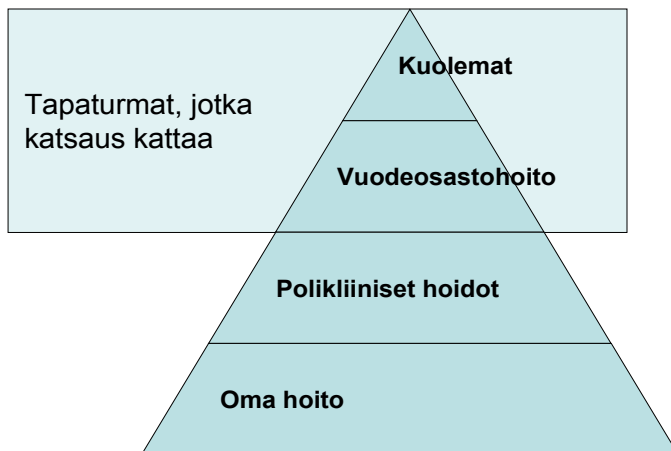 Kuolemat
Tapaturmat, jotka
katsaus kattaa
Vuodeosastohoito
Polikliiniset hoidot
Oma hoito